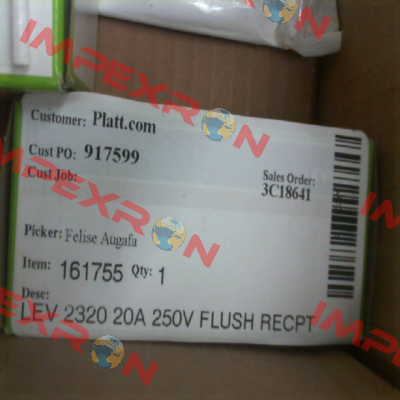 Customer: Platt.com
Cust PO: 917599
Cust Job:
Sales Order:
3C18641
Picker: Felise Augafa
Item: 161755 Qty: 1
Desc:
LEV 2320 20A 250V FLUSH RECPT
IMPEXRON
IMPEXRON
IMPEXRON